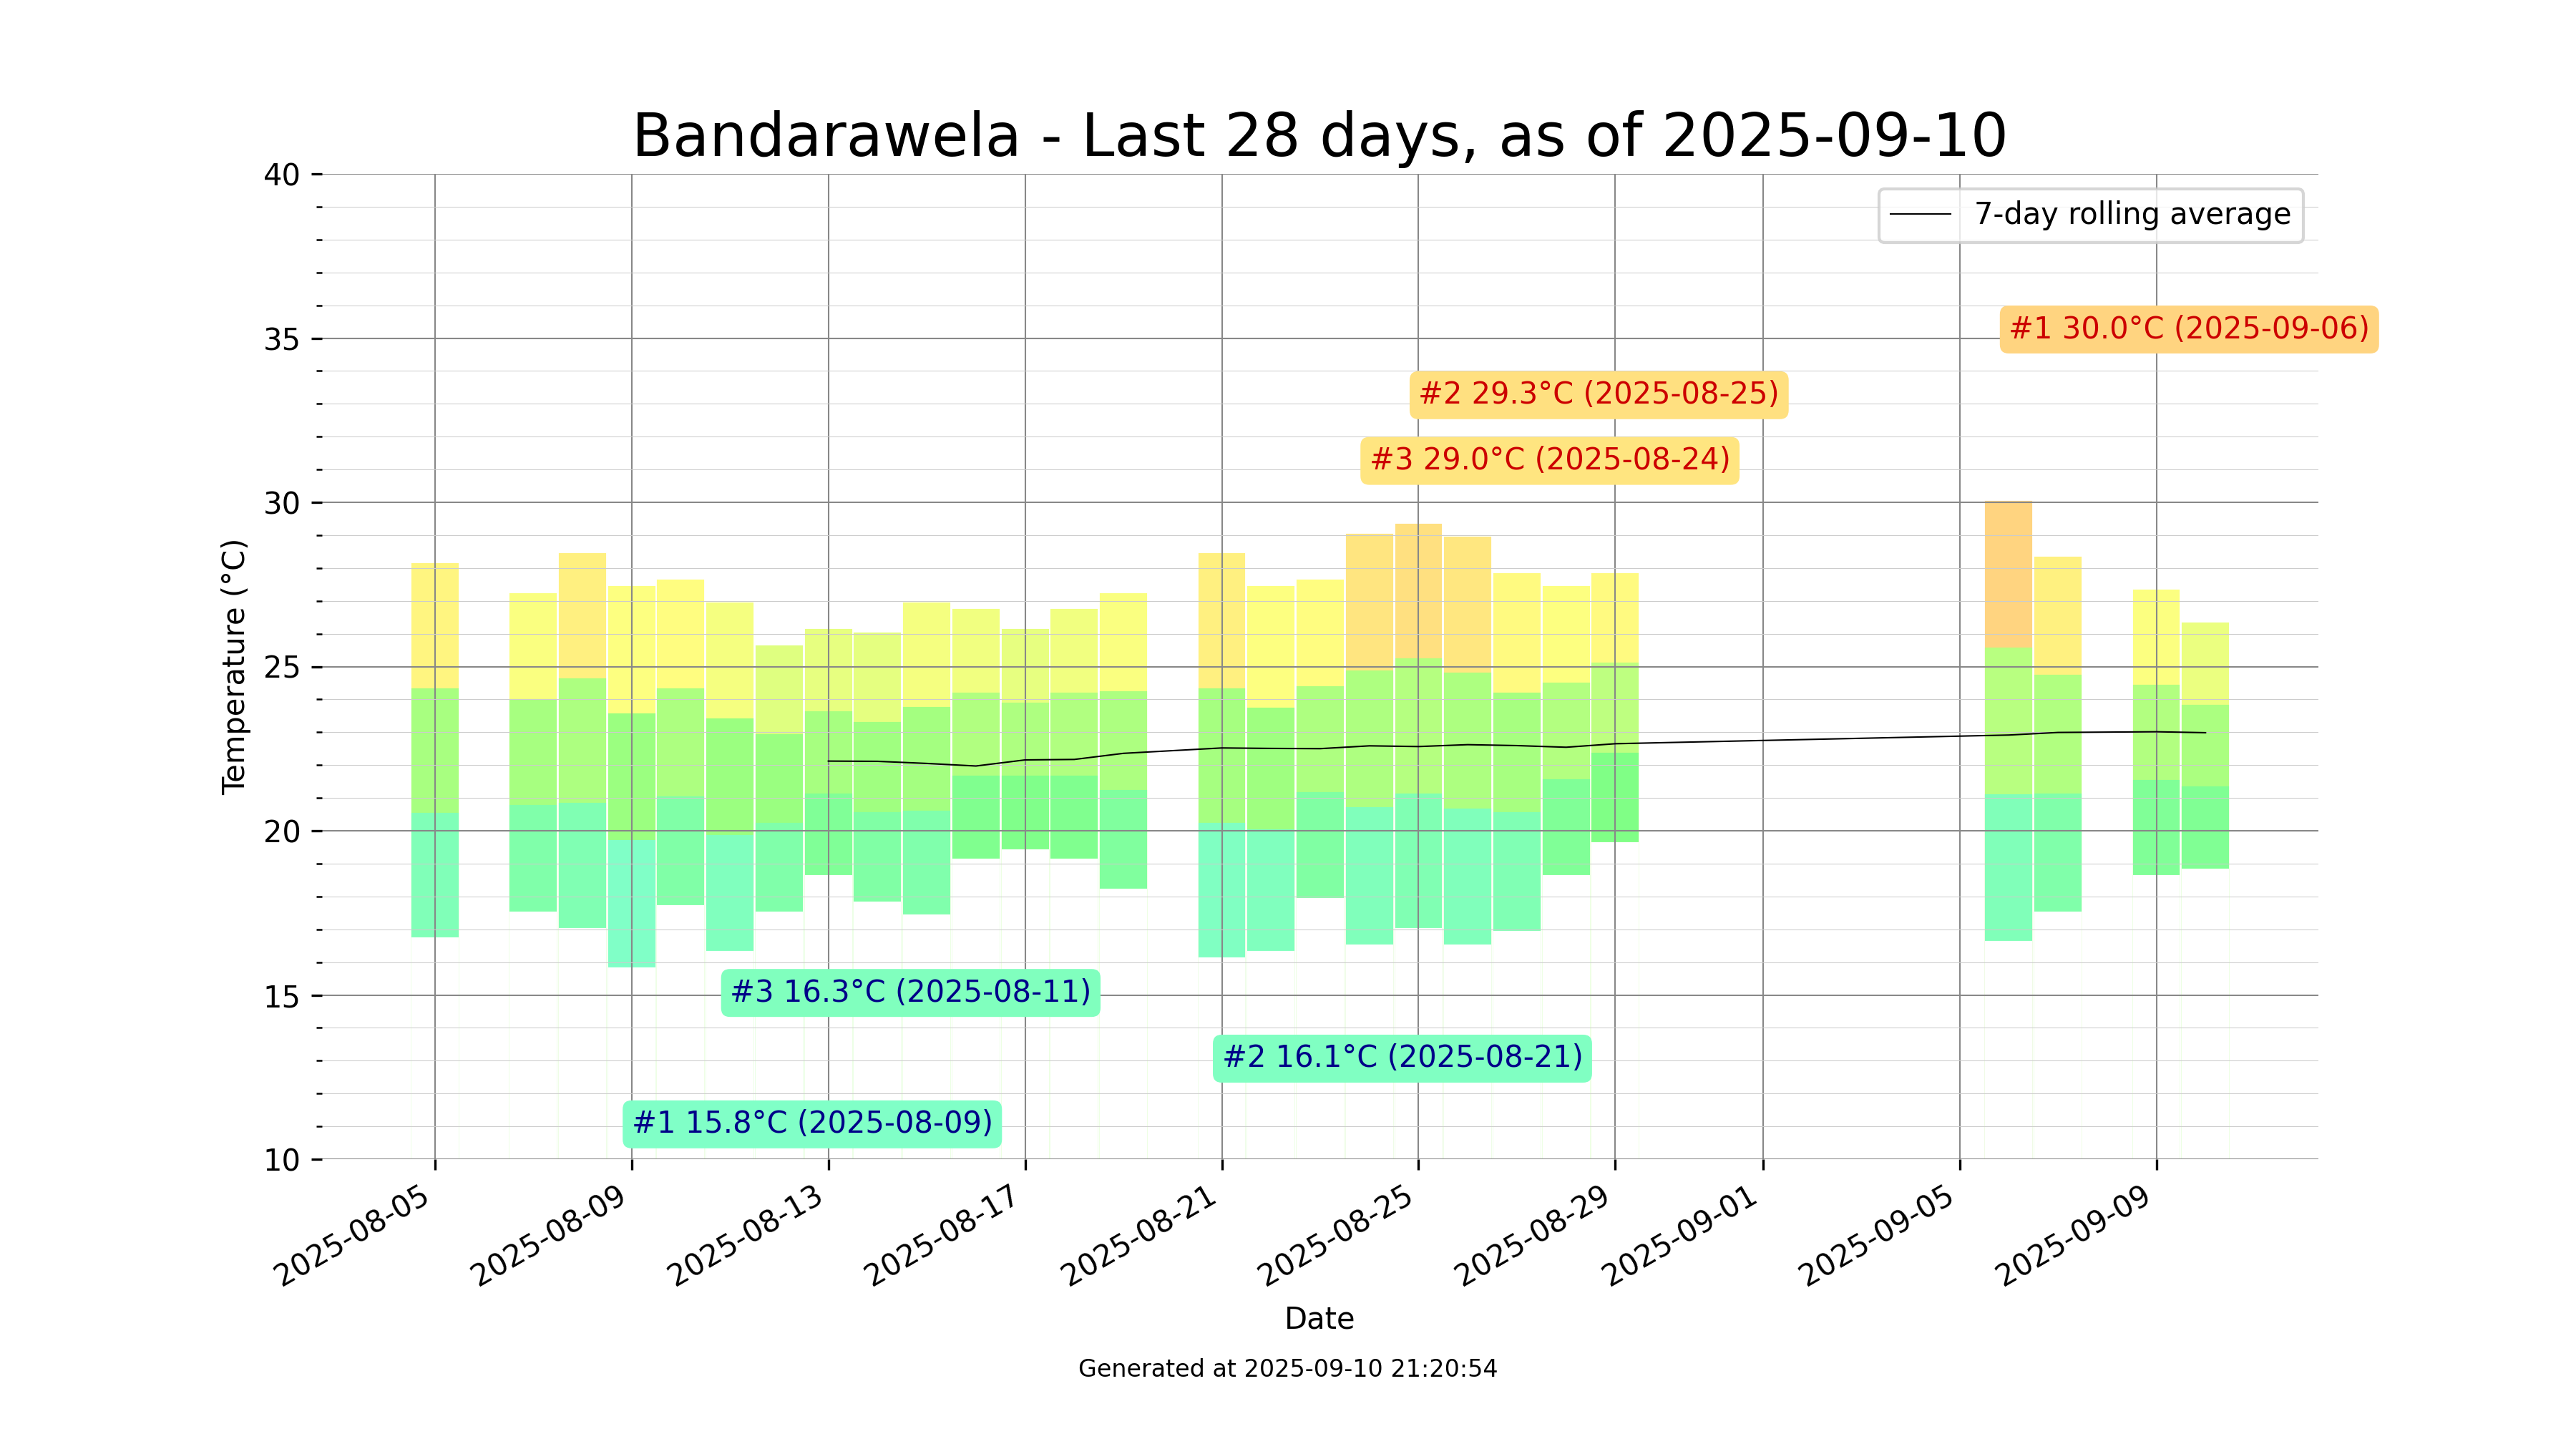 Bandarawela - Last 28 days, as of 2025-09-10
40
35
30
25
20
15
10
Temperature (°C)
7-day rolling average
#1 30.0°C (2025-09-06)
#2 29.3°C (2025-08-25)
#3 29.0°C (2025-08-24)
#3 16.3°C (2025-08-11)
#2 16.1°C (2025-08-21)
#1 15.8°C (2025-08-09)
2025-08-05
2025-08-09
2025-08-13
2025-08-17
2025-08-21
2025-08-25
2025-08-29
2025-09-01
2025-09-05
2025-09-09
Date
Generated at 2025-09-10 21:20:54